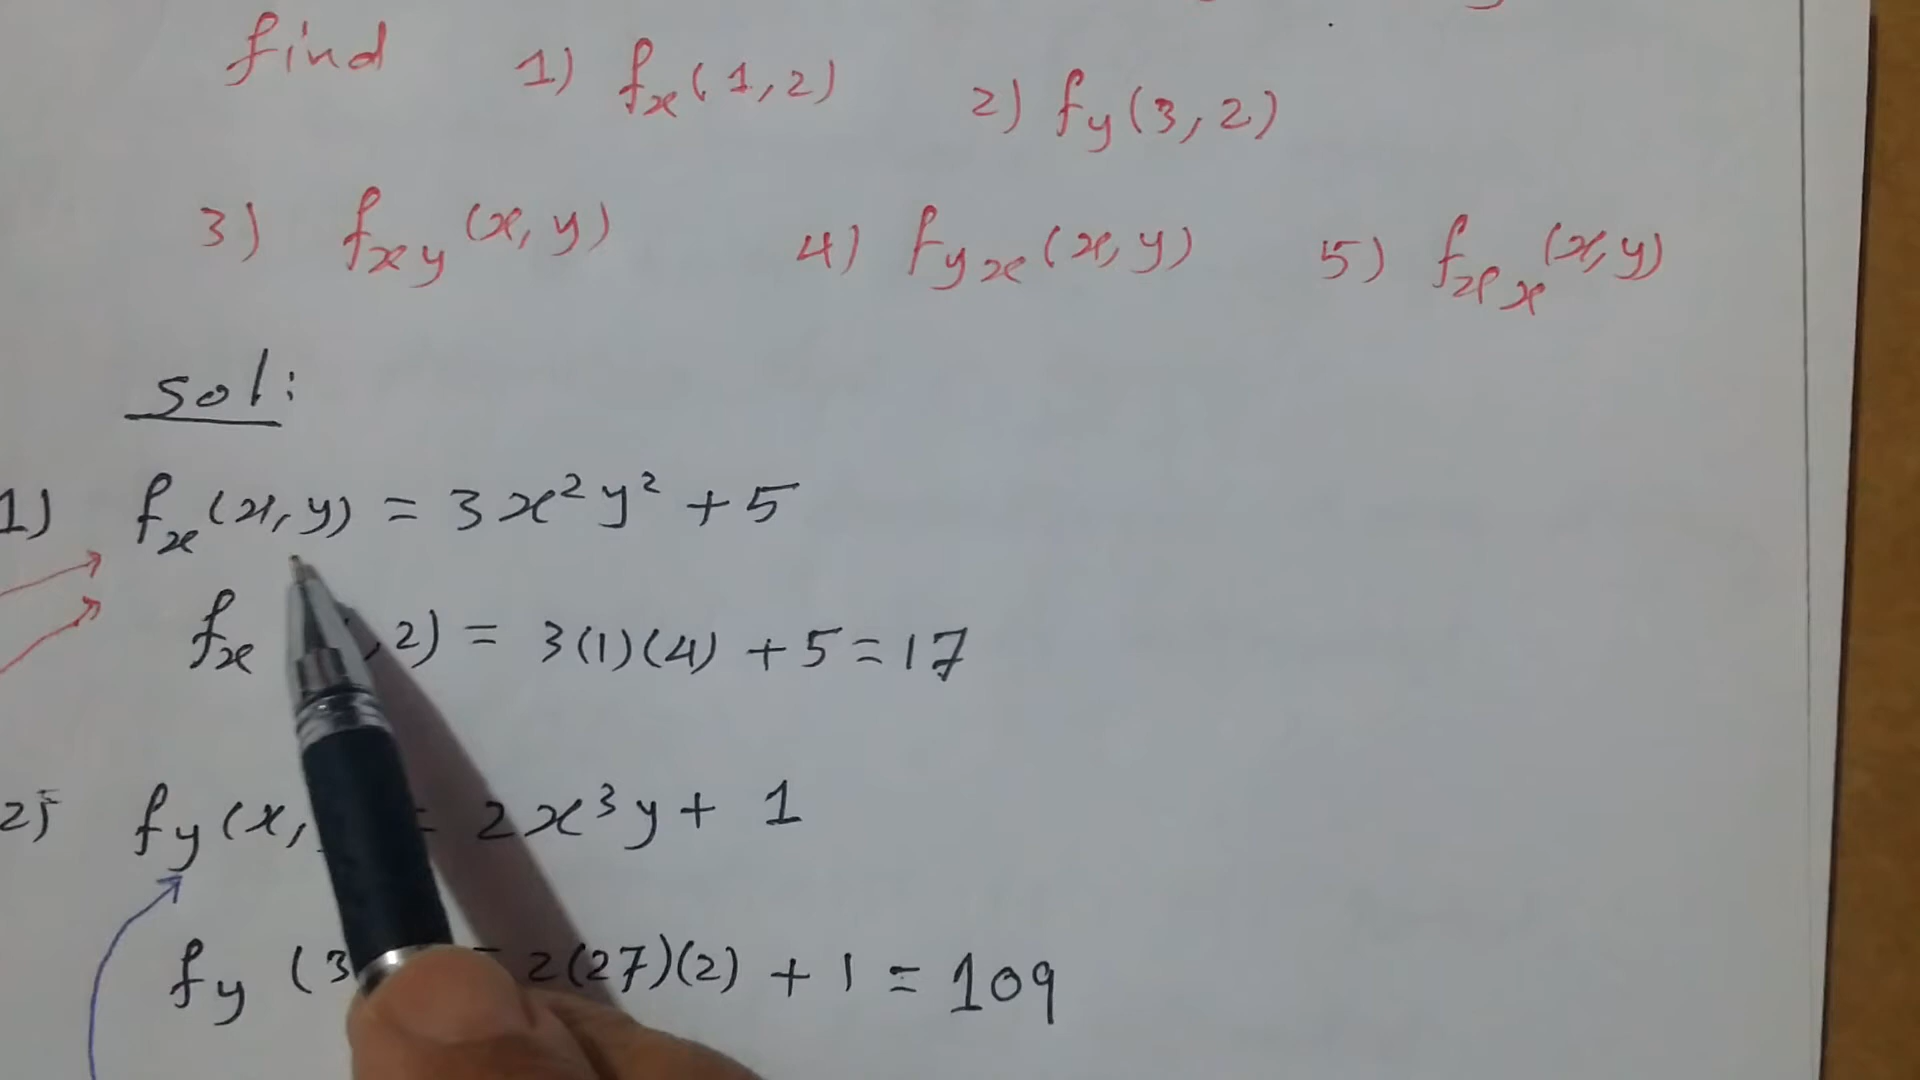 find 1) fx(1,2) 2) fy(3,2)
3) fxy(x,y) 4) fyx(x,y) 5) fxx(x,y)
Sol:
1) fx(x,y) = 3x²y² + 5
fx ,2) = 3(1)(4) + 5 = 17
2) fy(x, = 2x³y + 1
fy (3 = 2(27)(2) + 1 = 109